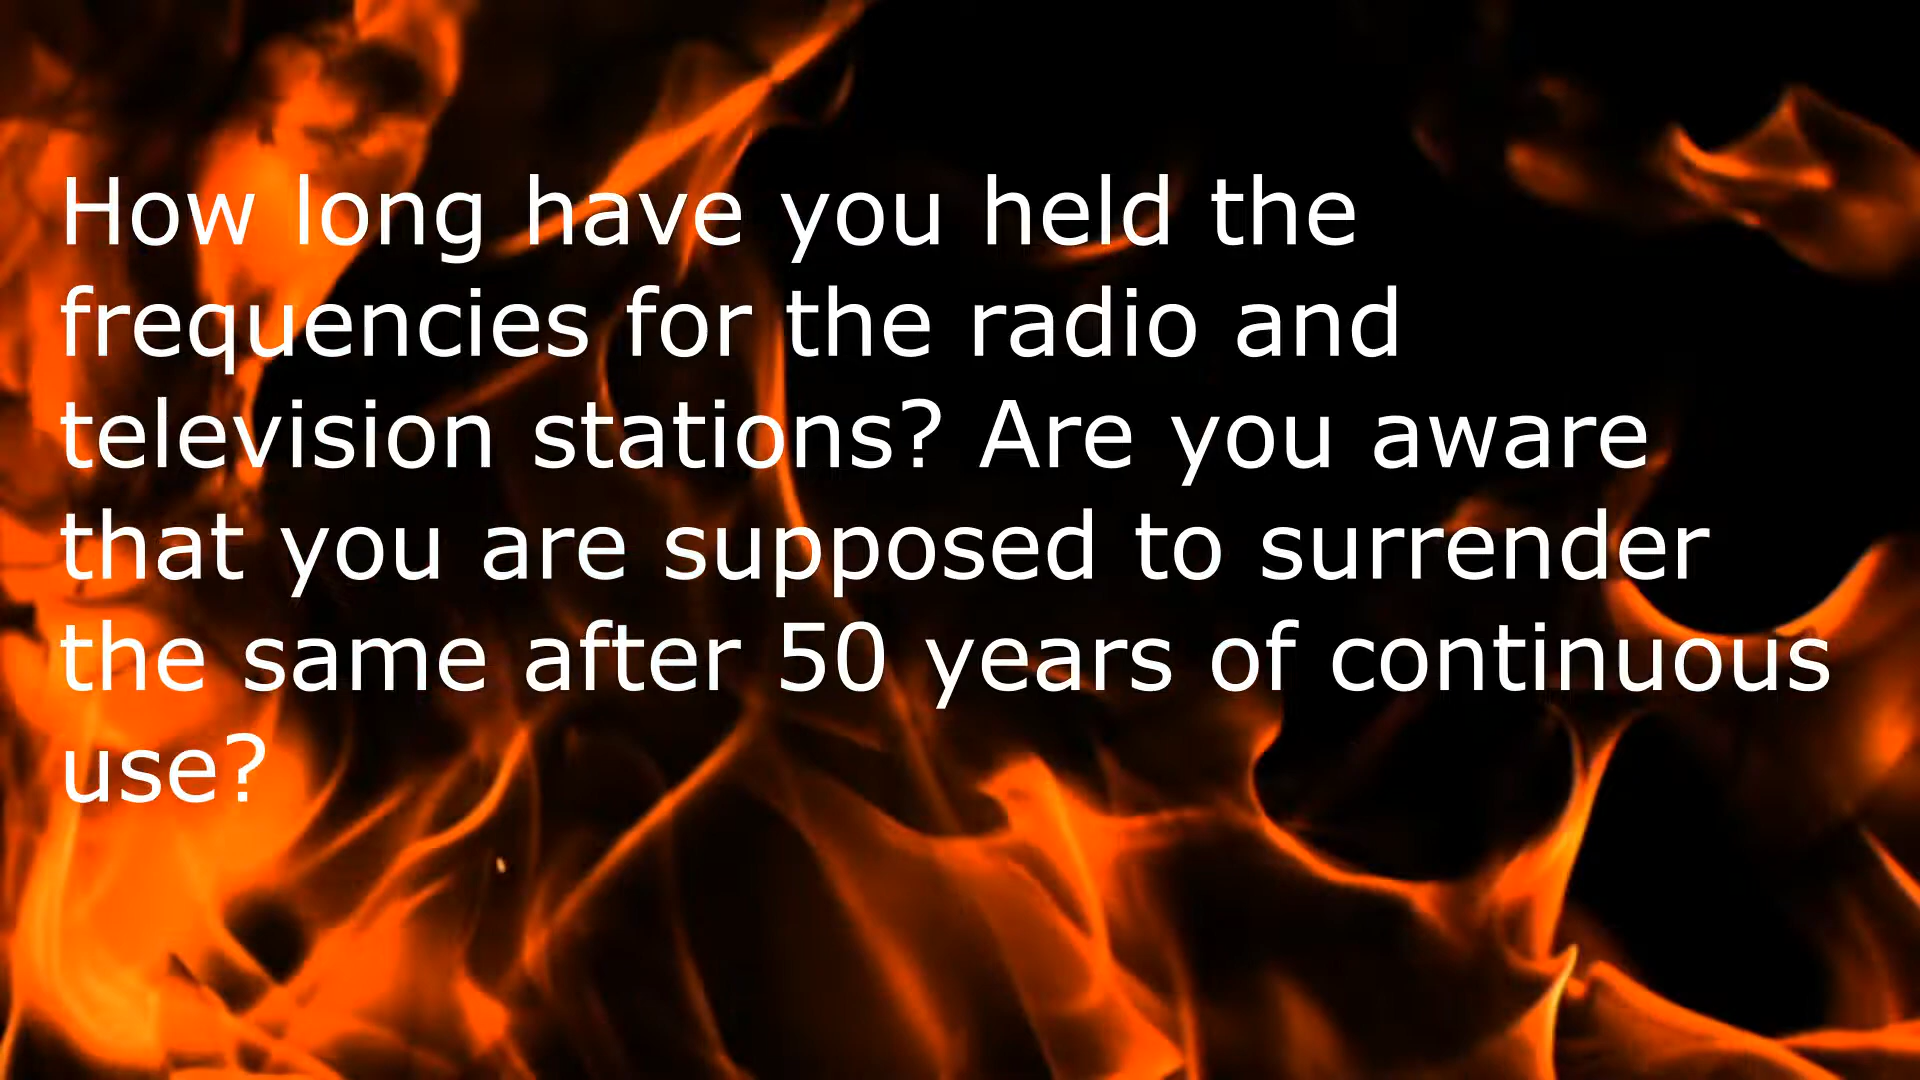 How long have you held the
frequencies for the radio and
television stations? Are you aware
that you are supposed to surrender
the same after 50 years of continuous
use?